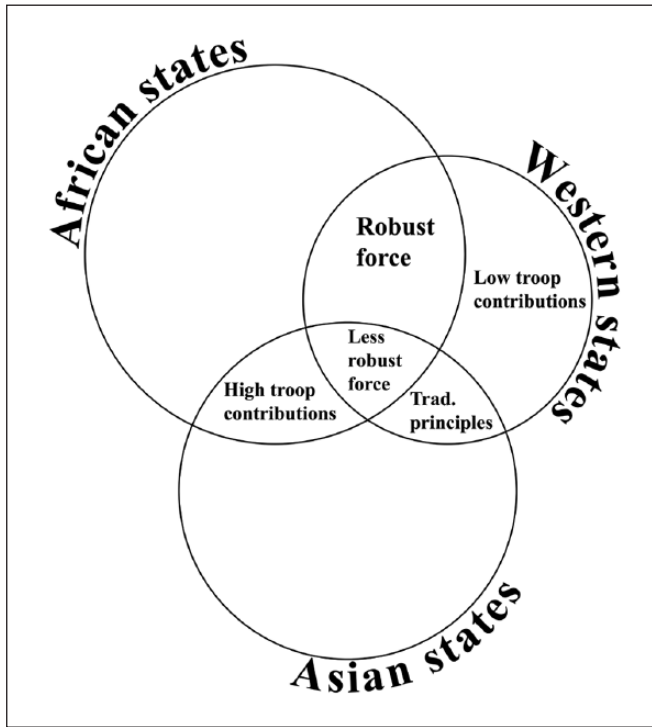 African states
Western states
Robust
force
Low troop
contributions
Less
robust
force
High troop
contributions
Trad.
principles
Asian states